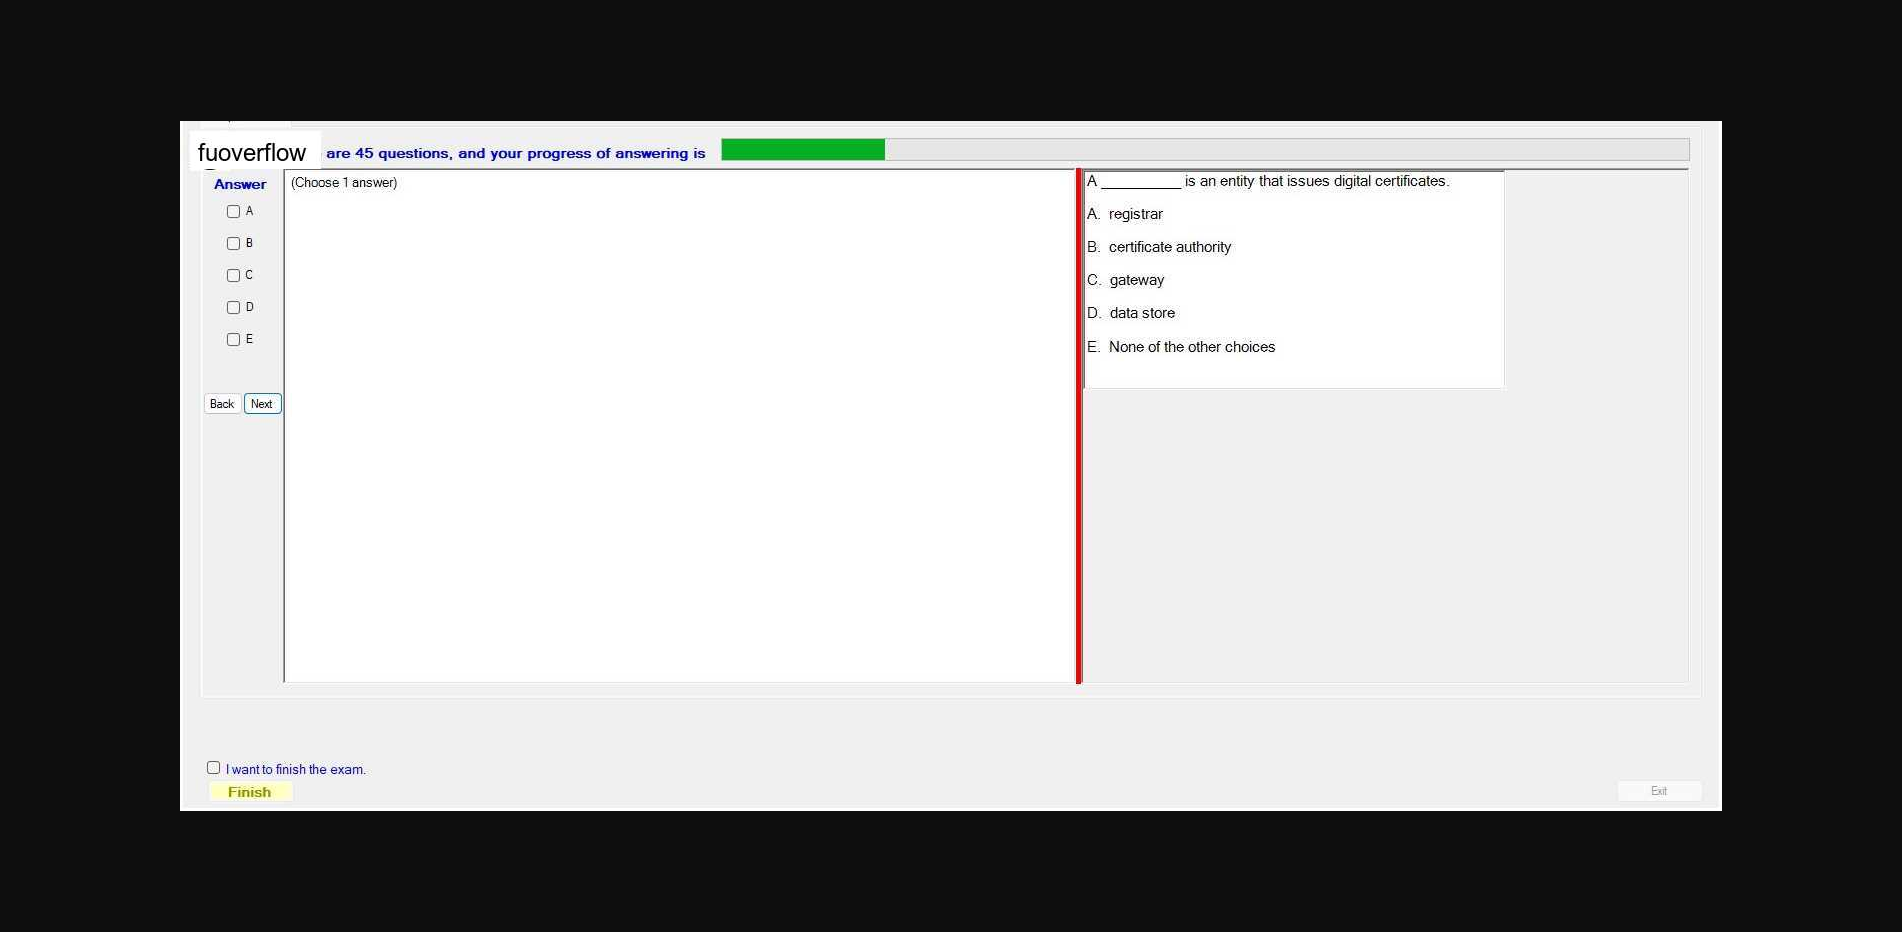 fuoverflow are 45 questions, and your progress of answering is
Answer
(Choose 1 answer)
A
B
C
D
E
Back Next
A __________ is an entity that issues digital certificates.
A. registrar
B. certificate authority
C. gateway
D. data store
E. None of the other choices
I want to finish the exam.
Finish
Exit